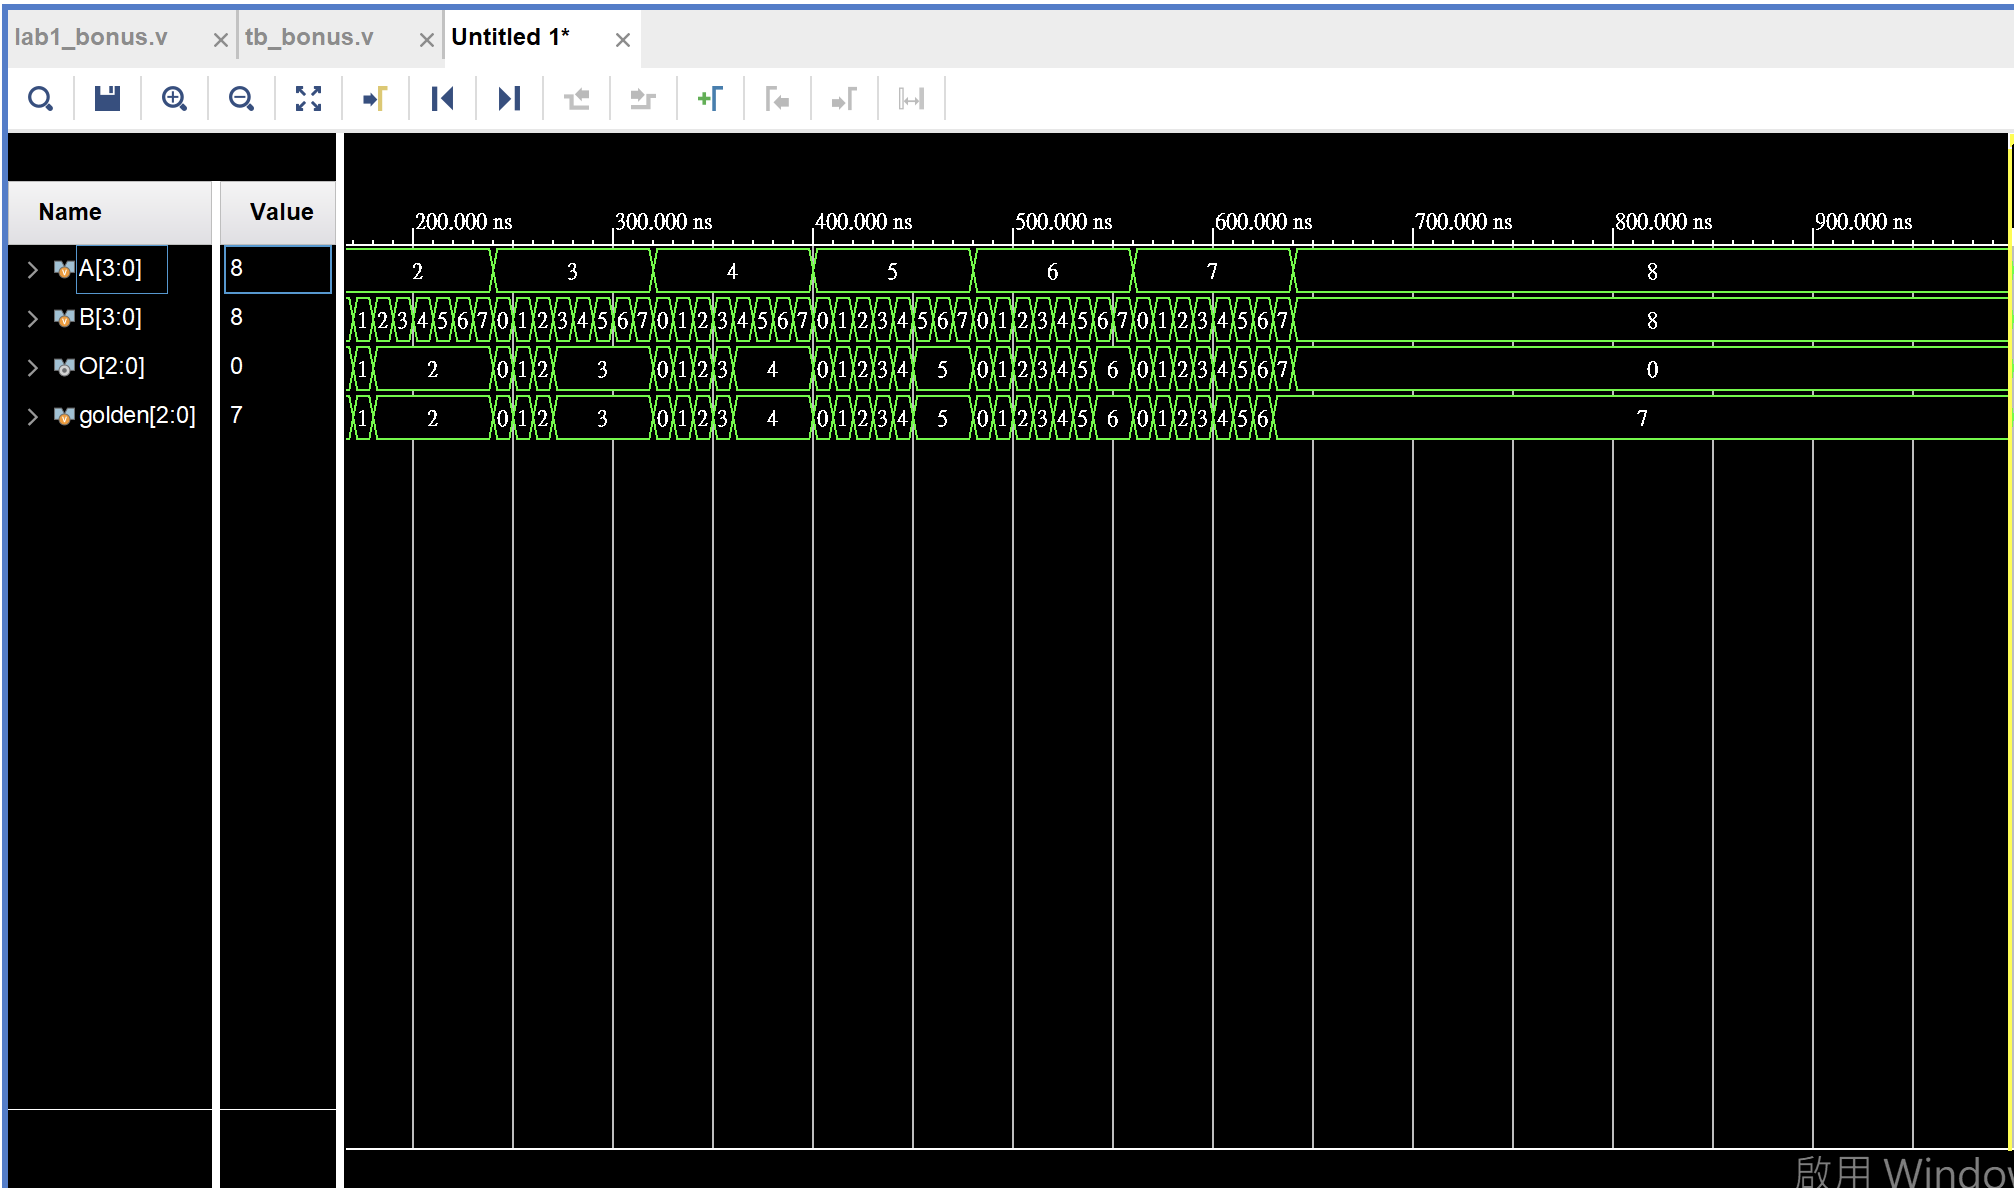 lab1_bonus.v tb_bonus.v Untitled 1*
Name Value
200.000 ns 300.000 ns 400.000 ns 500.000 ns 600.000 ns 700.000 ns 800.000 ns 900.000 ns
A[3:0] 8 2 3 4 5 6 7 8
B[3:0] 8 1 2 3 4 5 6 7 0 1 2 3 4 5 6 7 0 1 2 3 4 5 6 7 0 1 2 3 4 5 6 7 0 1 2 3 4 5 6 7 0 1 2 3 4 5 6 7 8
O[2:0] 0 1 2 0 1 2 3 0 1 2 3 4 0 1 2 3 4 5 0 1 2 3 4 5 6 0 1 2 3 4 5 6 7 0
golden[2:0] 7 1 2 0 1 2 3 0 1 2 3 4 0 1 2 3 4 5 0 1 2 3 4 5 6 0 1 2 3 4 5 6 7
啟用 Window